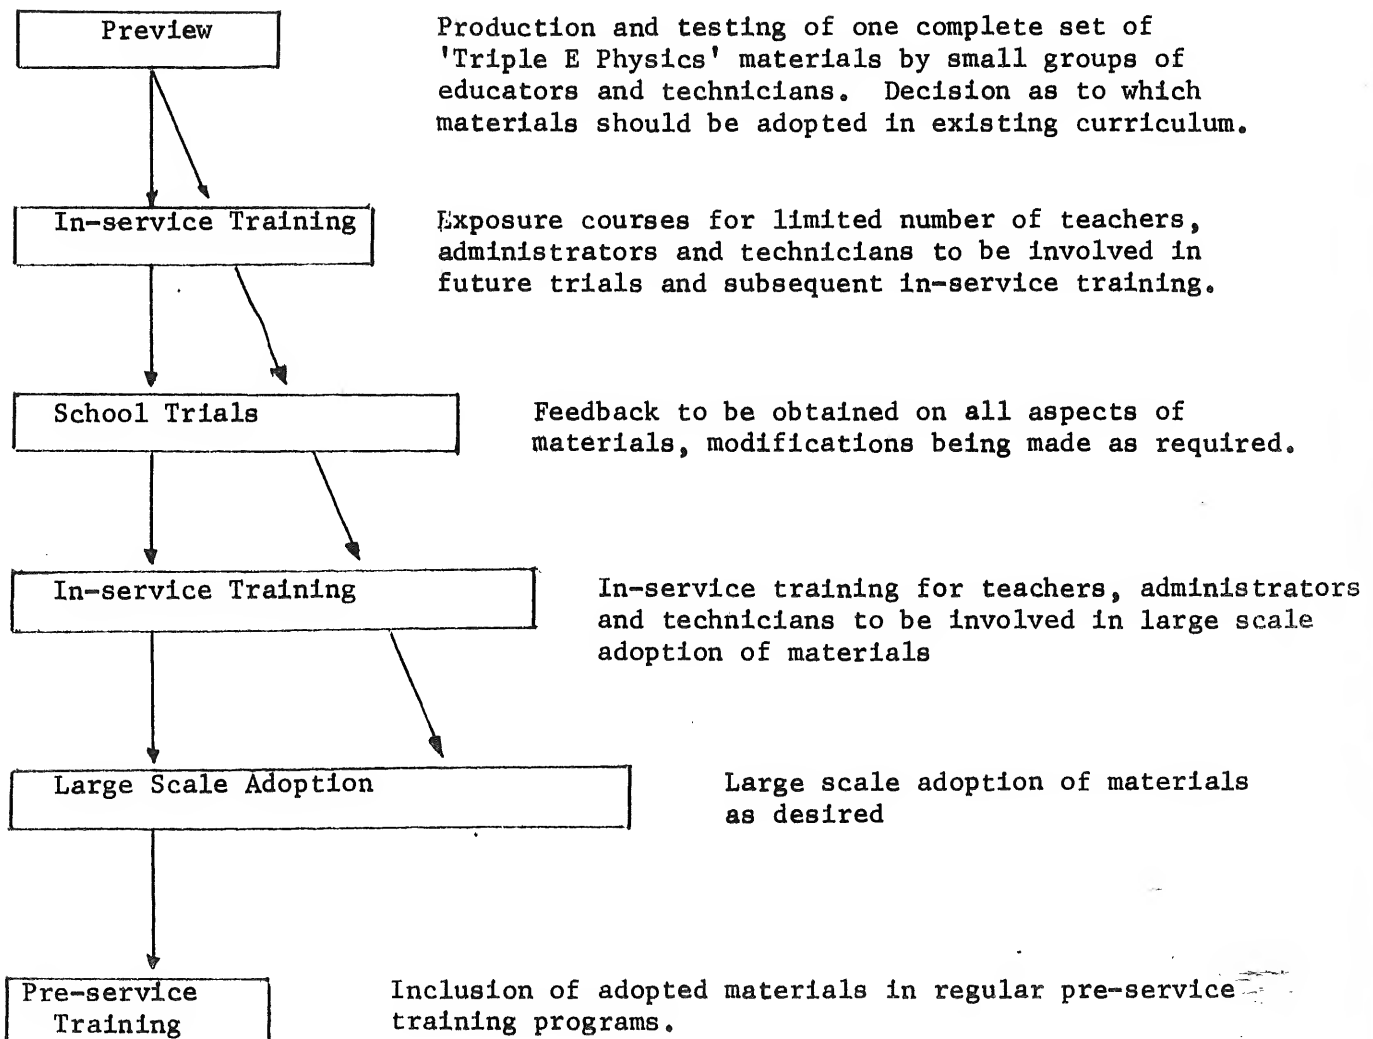 Preview
Production and testing of one complete set of
'Triple E Physics' materials by small groups of
educators and technicians. Decision as to which
materials should be adopted in existing curriculum.
In-service Training
Exposure courses for limited number of teachers,
administrators and technicians to be involved in
future trials and subsequent in-service training.
School Trials
Feedback to be obtained on all aspects of
materials, modifications being made as required.
In-service Training
In-service training for teachers, administrators
and technicians to be involved in large scale
adoption of materials
Large Scale Adoption
Large scale adoption of materials
as desired
Pre-service
Training
Inclusion of adopted materials in regular pre-service
training programs.